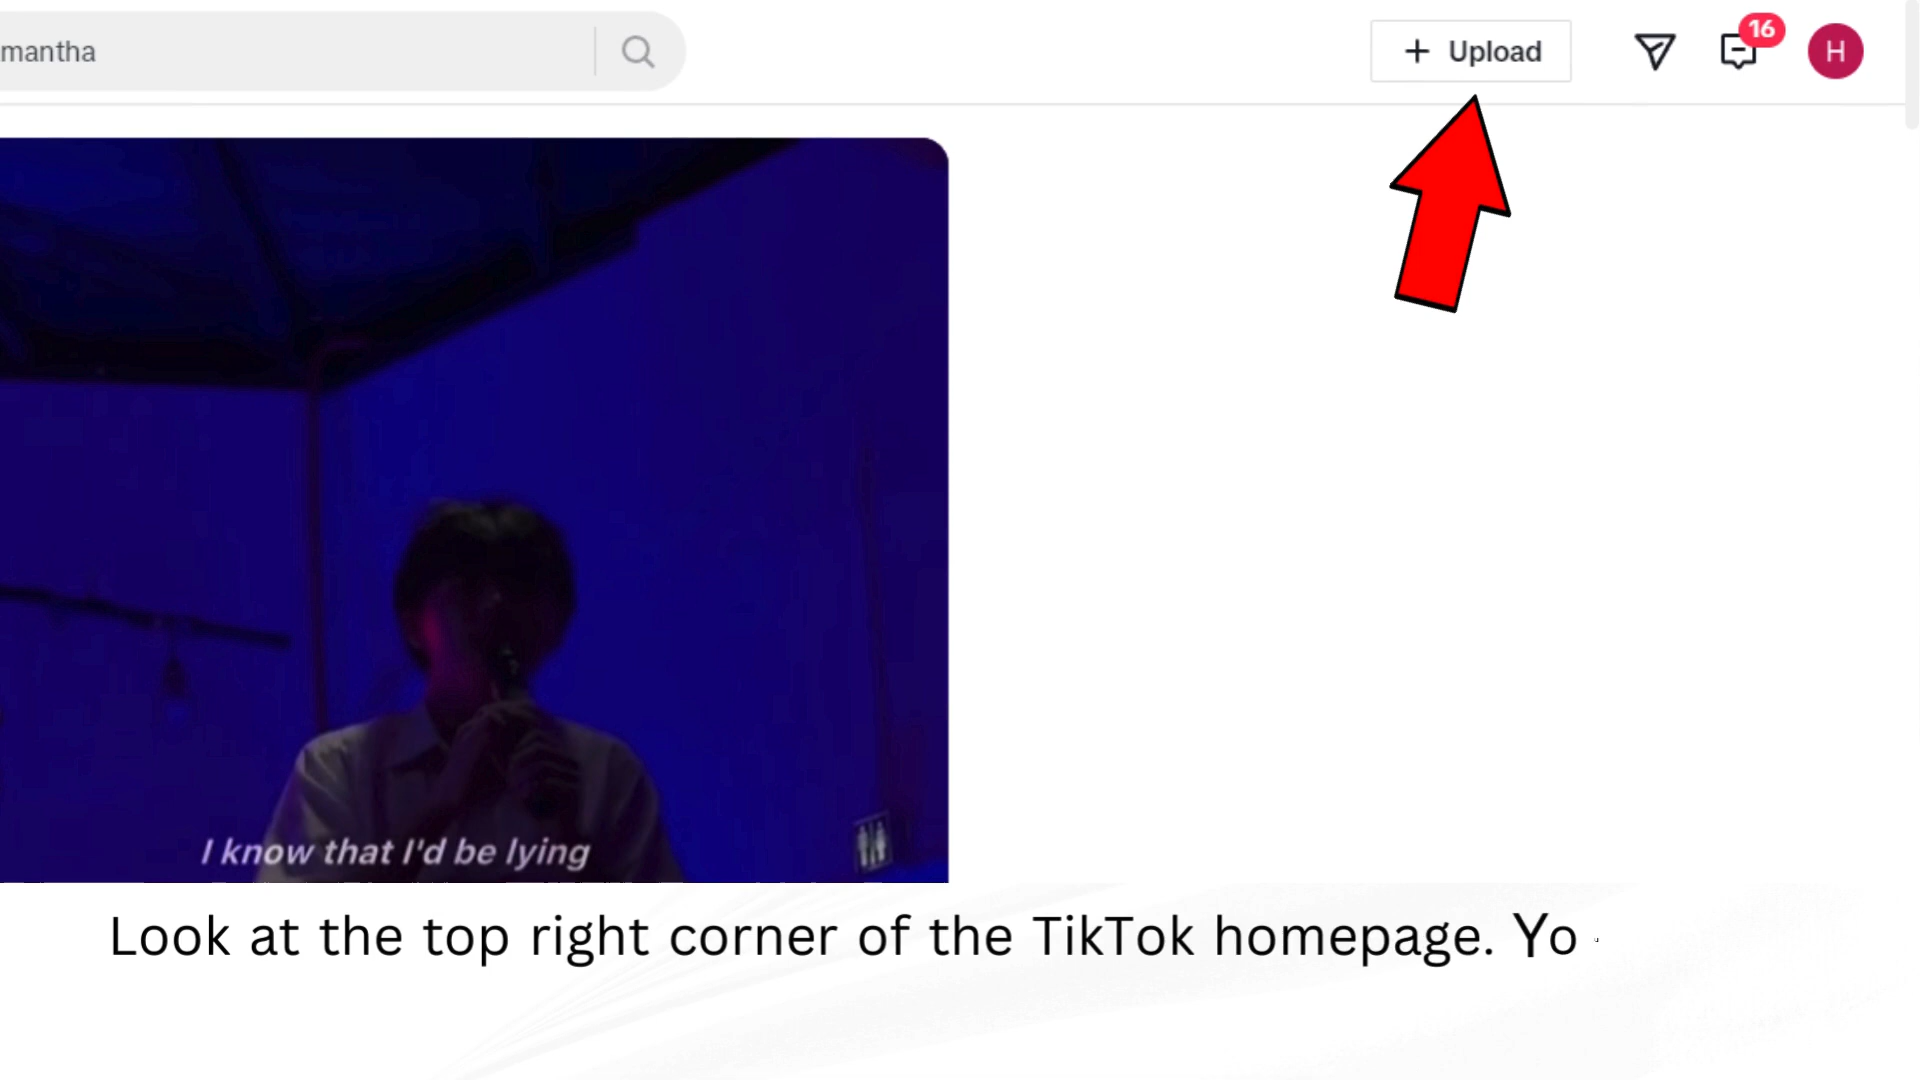 mantha
+ Upload
16
H
I know that I'd be lying
Look at the top right corner of the TikTok homepage. Yo